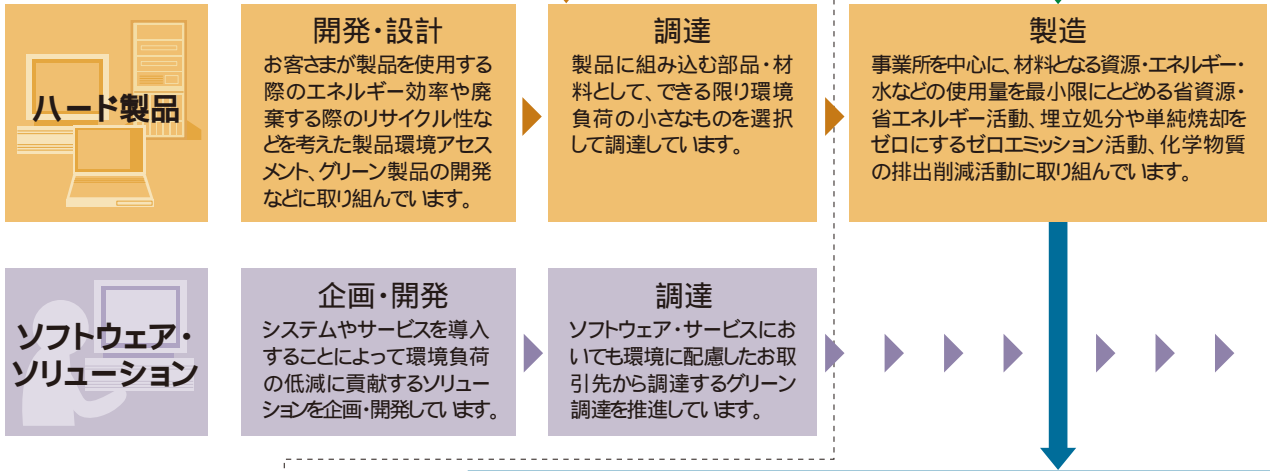 ハード製品
開発・設計
お客さまが製品を使用する
際のエネルギー効率や廃
棄する際のリサイクル性な
どを考えた製品環境アセス
メント、グリーン製品の開発
などに取り組んでいます。
調達
製品に組み込む部品・材
料として、できる限り環境
負荷の小さなものを選択
して調達しています。
製造
事業所を中心に、材料となる資源・エネルギー・
水などの使用量を最小限にとどめる省資源・
省エネルギー活動、埋立処分や単純焼却を
ゼロにするゼロエミッション活動、化学物質
の排出削減活動に取り組んでいます。
ソフトウェア・
ソリューション
企画・開発
システムやサービスを導入
することによって環境負荷
の低減に貢献するソリュー
ションを企画・開発しています。
調達
ソフトウェア・サービスにお
いても環境に配慮したお取
引先から調達するグリーン
調達を推進しています。